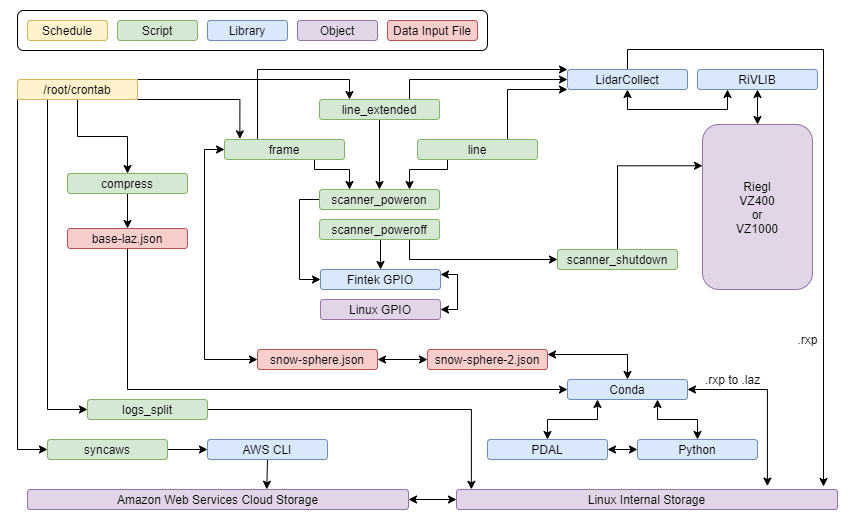 Schedule
Script
Library
Object
Data Input File
/root/crontab
LidarCollect
RiVLIB
line_extended
frame
line
compress
scanner_poweron
Riegl
VZ400
or
VZ1000
base-laz.json
scanner_poweroff
scanner_shutdown
Fintek GPIO
Linux GPIO
.rxp
snow-sphere.json
snow-sphere-2.json
.rxp to .laz
Conda
logs_split
syncaws
AWS CLI
PDAL
Python
Amazon Web Services Cloud Storage
Linux Internal Storage